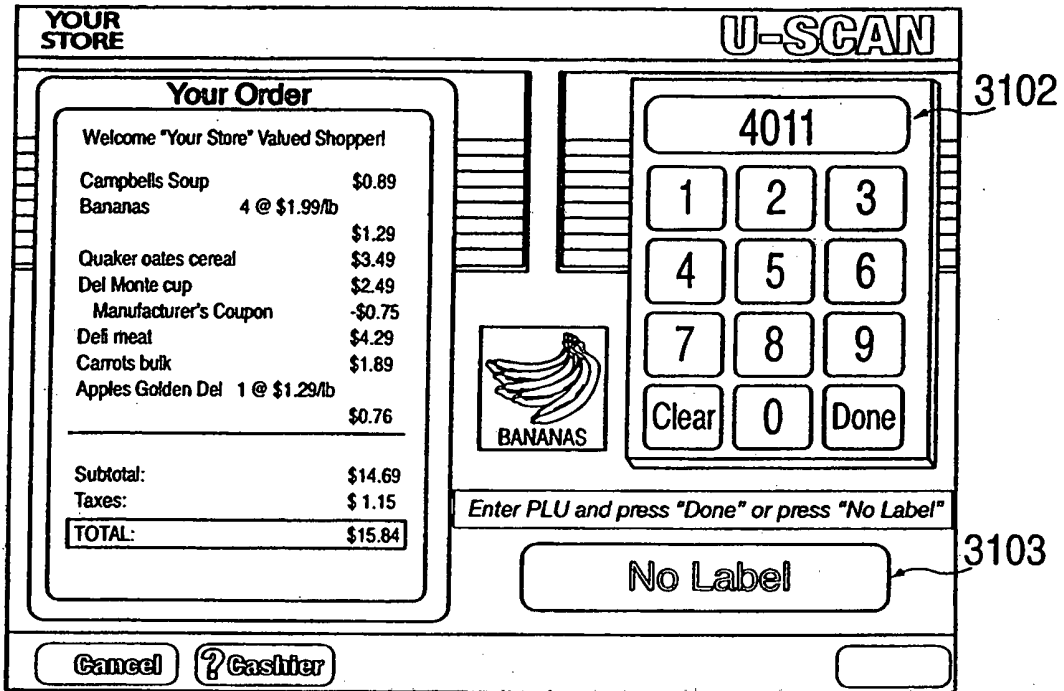 YOUR
STORE
U-SCAN
Your Order
Welcome "Your Store" Valued Shopper!
Campbells Soup $0.89
Bananas 4 @ $1.99/lb
$1.29
Quaker oates cereal $3.49
Del Monte cup $2.49
Manufacturer's Coupon -$0.75
Deli meat $4.29
Carrots bulk $1.89
Apples Golden Del 1 @ $1.29/lb
$0.76
Subtotal: $14.69
Taxes: $ 1.15
TOTAL: $15.84
BANANAS
3102
4011
1 2 3
4 5 6
7 8 9
Clear 0 Done
Enter PLU and press "Done" or press "No Label"
No Label
3103
Cancel
? Cashier